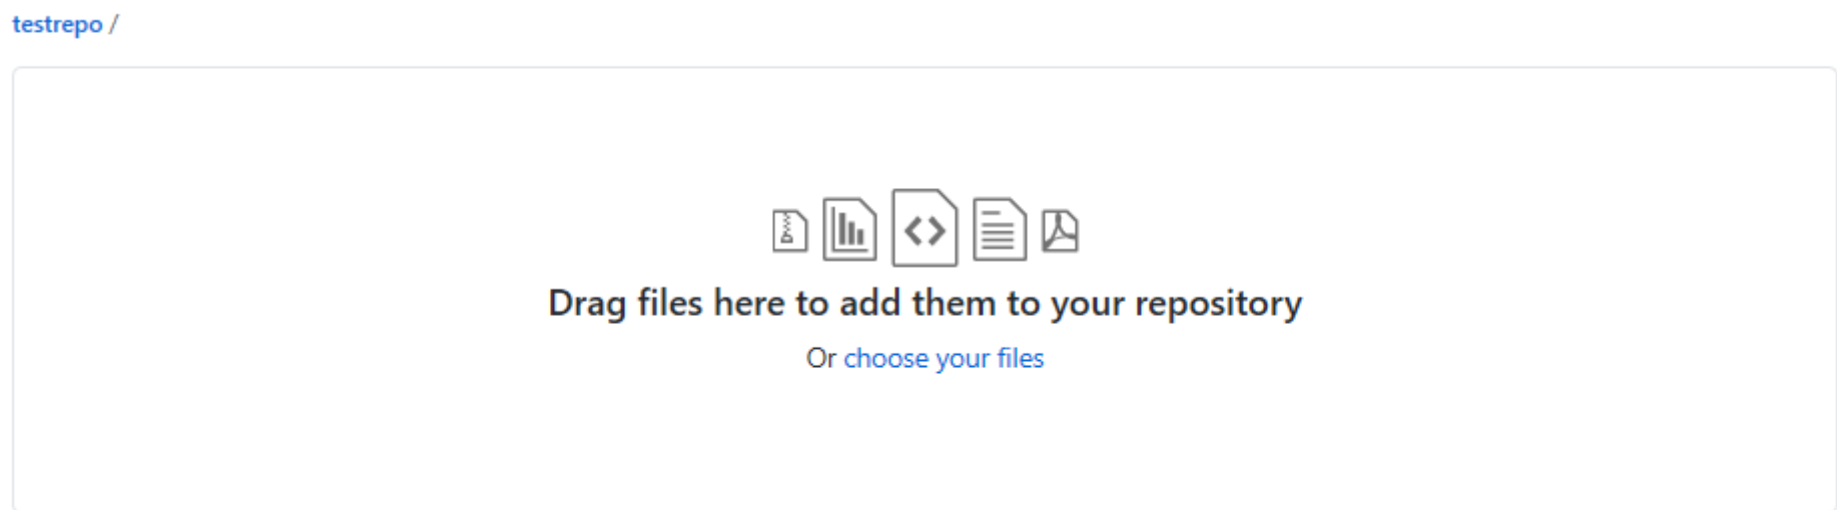 testrepo /
Drag files here to add them to your repository
Or choose your files